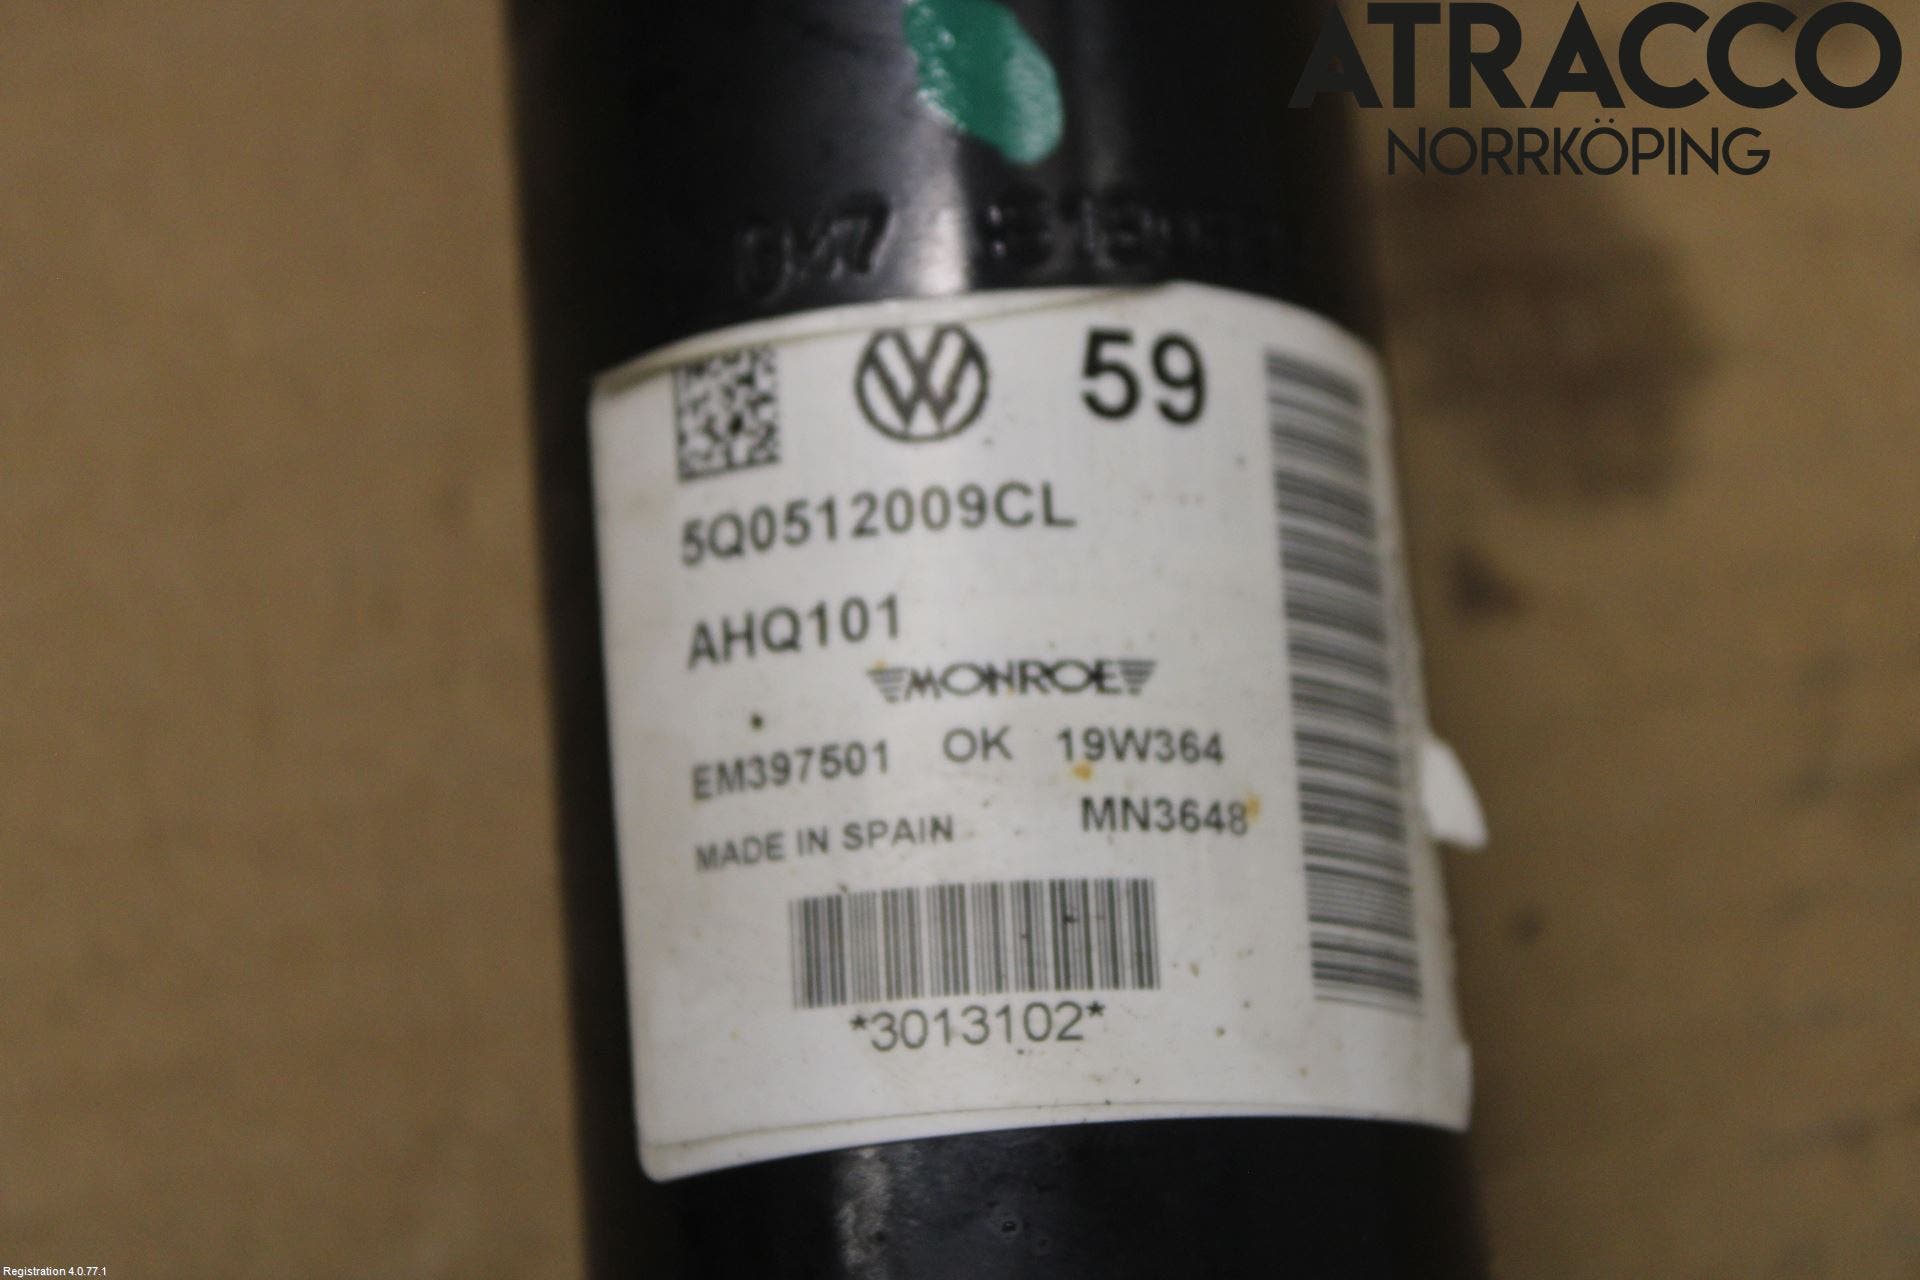 ATRACCO
NORRKÖPING
59
5Q0512009CL
AHQ101
MONROE
EM397501 OK 19W364
MADE IN SPAIN MN3648
*3013102*
Registration 4.0.77.1